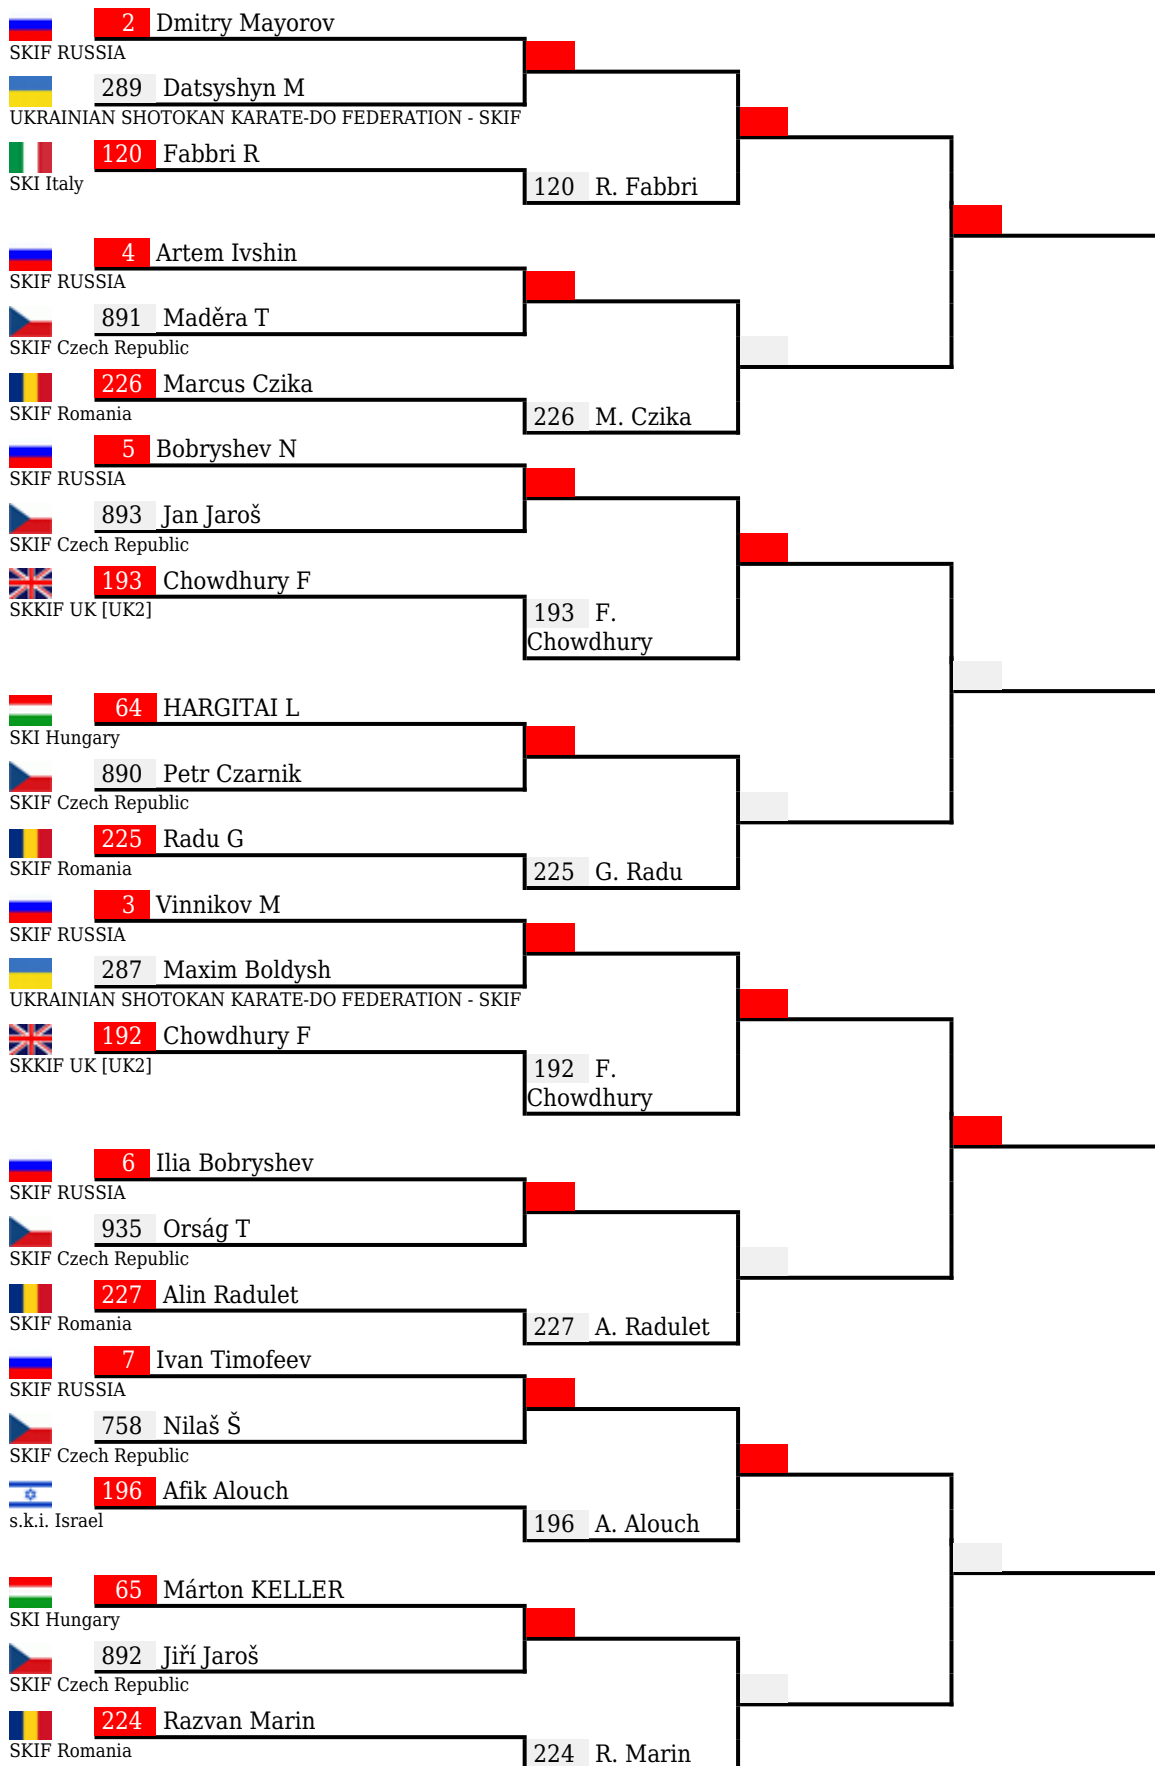 2 Dmitry Mayorov
SKIF RUSSIA
289 Datsyshyn M
UKRAINIAN SHOTOKAN KARATE-DO FEDERATION - SKIF
120 Fabbri R
SKI Italy
120 R. Fabbri
4 Artem Ivshin
SKIF RUSSIA
891 Maděra T
SKIF Czech Republic
226 Marcus Czika
SKIF Romania
226 M. Czika
5 Bobryshev N
SKIF RUSSIA
893 Jan Jaroš
SKIF Czech Republic
193 Chowdhury F
SKKIF UK [UK2]
193 F.
Chowdhury
64 HARGITAI L
SKI Hungary
890 Petr Czarnik
SKIF Czech Republic
225 Radu G
SKIF Romania
225 G. Radu
3 Vinnikov M
SKIF RUSSIA
287 Maxim Boldysh
UKRAINIAN SHOTOKAN KARATE-DO FEDERATION - SKIF
192 Chowdhury F
SKKIF UK [UK2]
192 F.
Chowdhury
6 Ilia Bobryshev
SKIF RUSSIA
935 Orság T
SKIF Czech Republic
227 Alin Radulet
SKIF Romania
227 A. Radulet
7 Ivan Timofeev
SKIF RUSSIA
758 Nilaš Š
SKIF Czech Republic
196 Afik Alouch
s.k.i. Israel
196 A. Alouch
65 Márton KELLER
SKI Hungary
892 Jiří Jaroš
SKIF Czech Republic
224 Razvan Marin
SKIF Romania
224 R. Marin